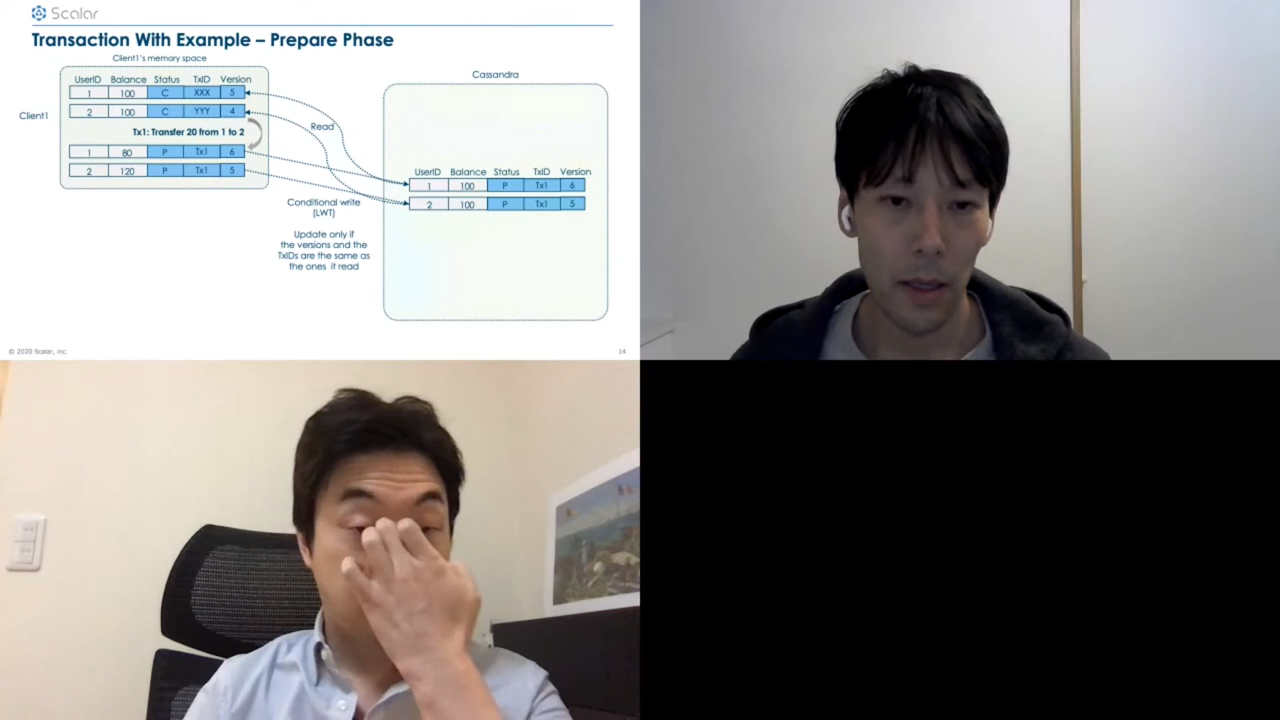 Scalar
Transaction With Example – Prepare Phase
Client1's memory space
UserID Balance Status TxID Version
1 100 C XXX 5
2 100 C YYY 4
Client1
Tx1: Transfer 20 from 1 to 2
1 80 P Tx1 6
2 120 P Tx1 5
Read
Conditional write
(LWT)
Update only if
the versions and the
TxIDs are the same as
the ones it read
Cassandra
UserID Balance Status TxID Version
1 100 P Tx1 6
2 100 P Tx1 5
© 2020 Scalar, inc.
14